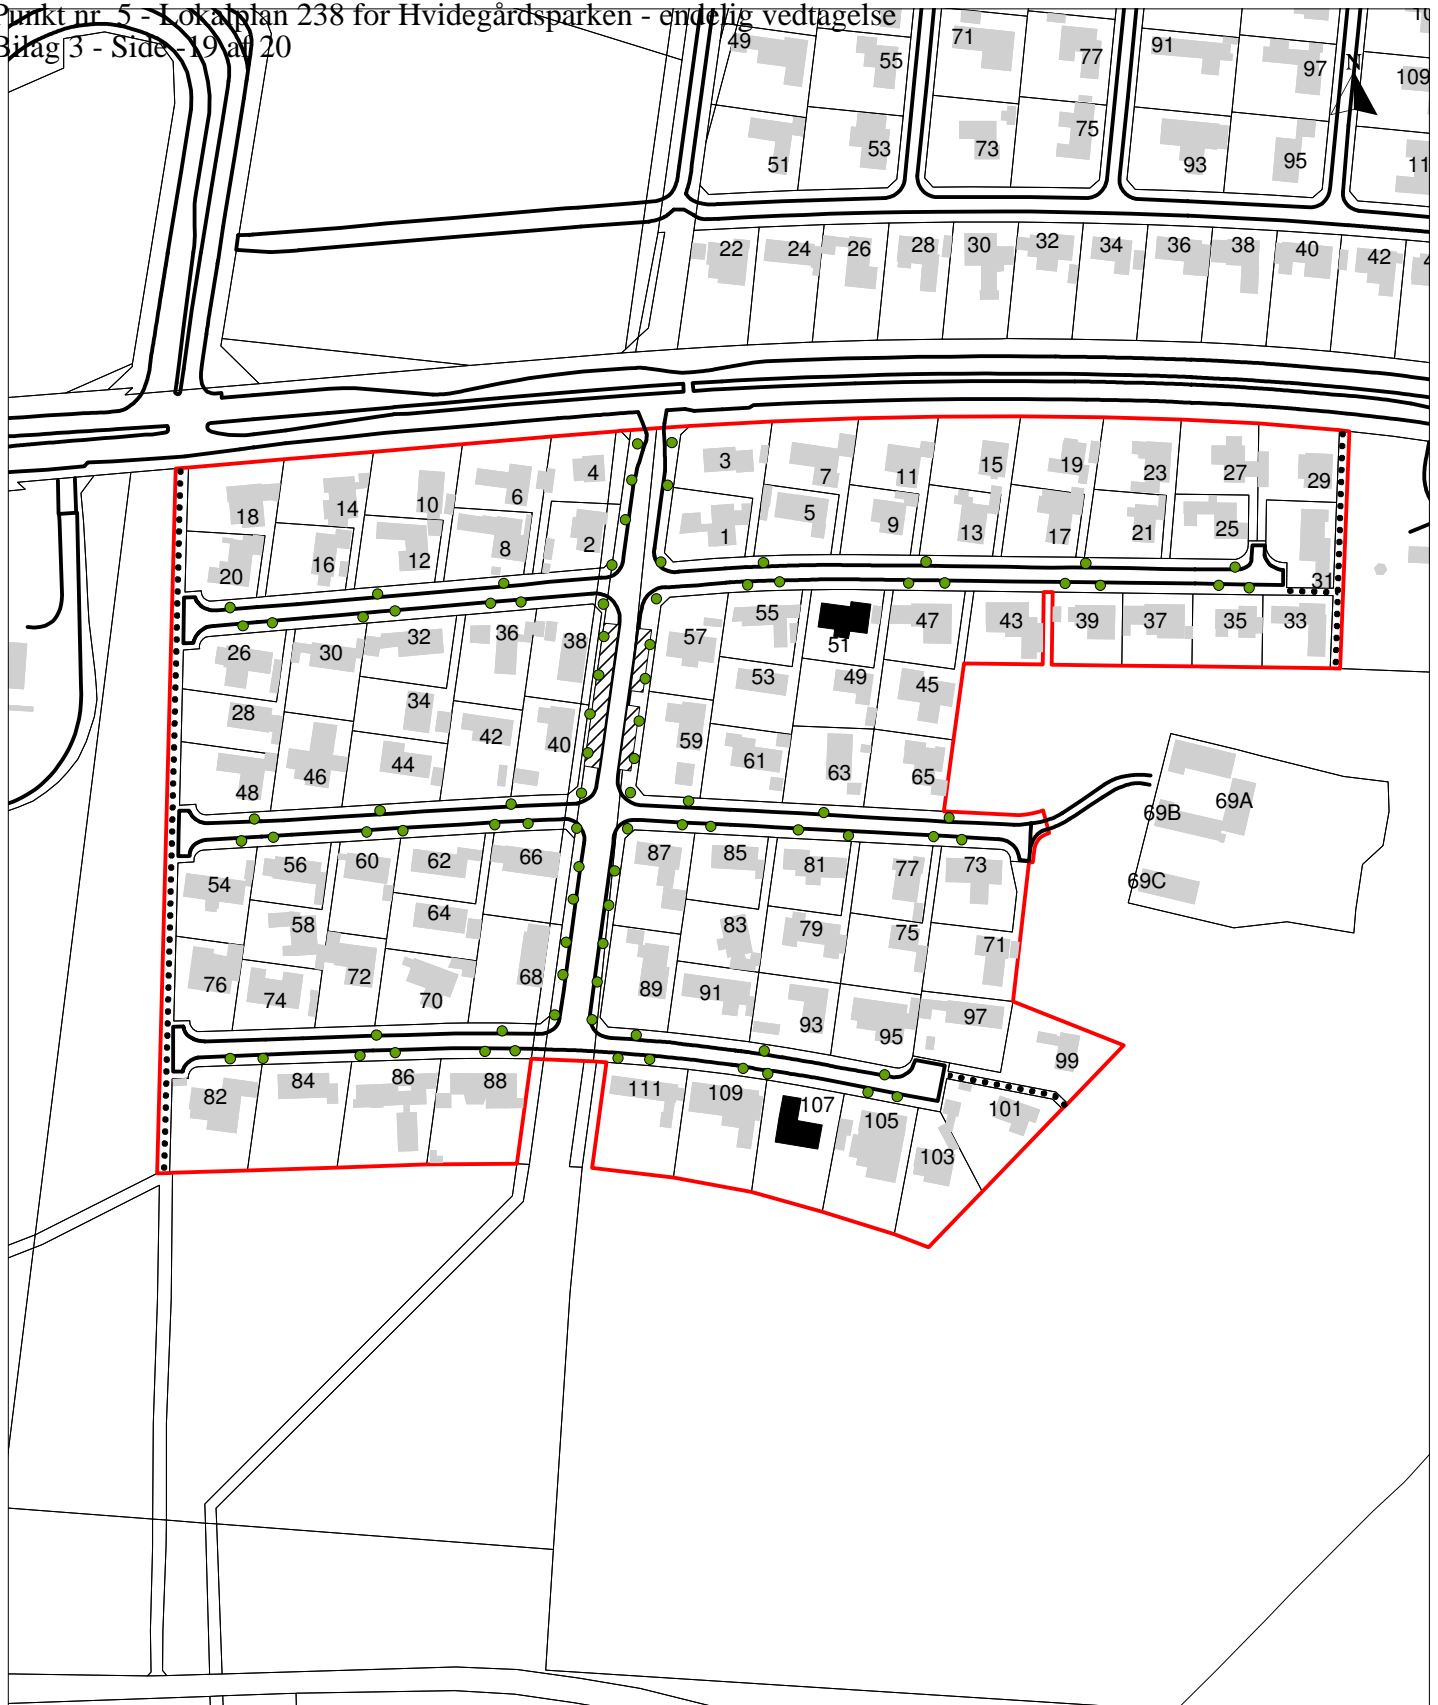 Punkt nr. 5 - Lokalplan 238 for Hvidegårdsparken - endelig vedtagelse
Bilag 3 - Side -19 af 20
N
49 55 71 77 91 97 109
51 53 73 75 93 95 11
22 24 26 28 30 32 34 36 38 40 42 4
18 14 10 6 4 3 7 11 15 19 23 27 29
20 16 12 8 2 1 5 9 13 17 21 25 31
26 30 32 36 38 57 55 51 47 43 39 37 35 33
28 34 53 49 45
48 46 44 42 40 59 61 63 65
69B 69A
69C
54 56 60 62 66 87 85 81 77 73
58 64 83 79 75 71
76 74 72 70 68 89 91 93 95 97 99
82 84 86 88 111 109 107 105 101
103